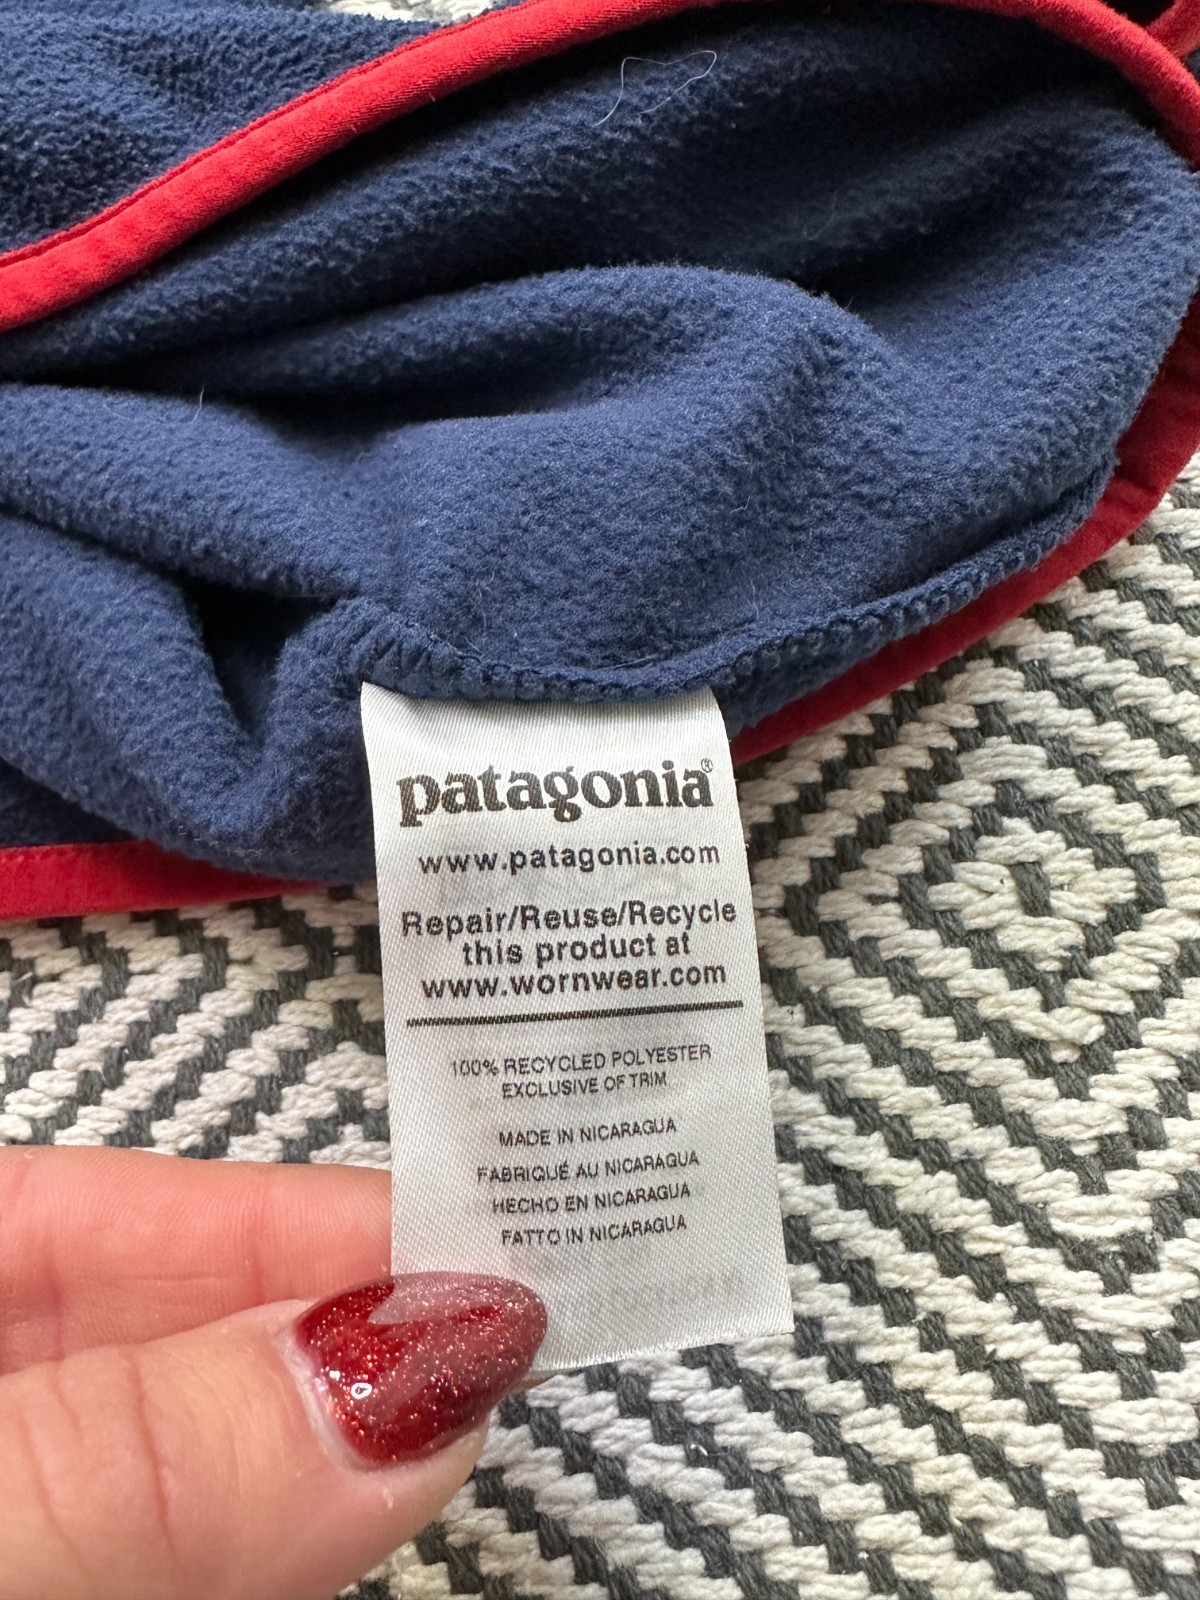 patagonia®
www.patagonia.com
Repair/Reuse/Recycle
this product at
www.wornwear.com
100% RECYCLED POLYESTER
EXCLUSIVE OF TRIM
MADE IN NICARAGUA
FABRIQUÉ AU NICARAGUA
HECHO EN NICARAGUA
FATTO IN NICARAGUA